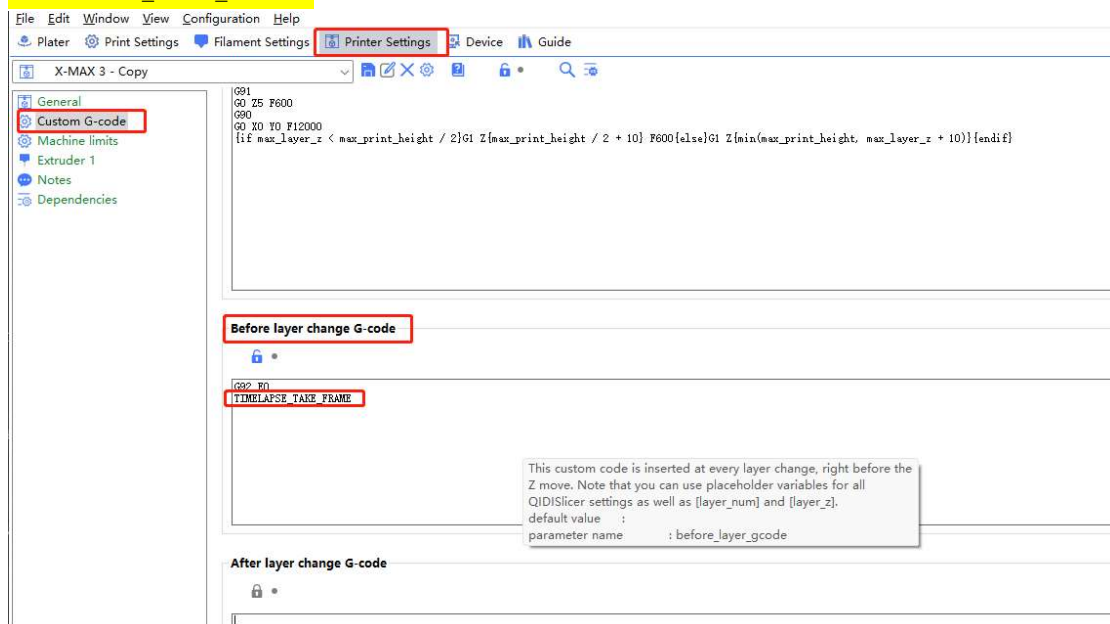 File Edit Window View Configuration Help
Plater Print Settings Filament Settings Printer Settings Device Guide
X-MAX 3 - Copy
General
Custom G-code
Machine limits
Extruder 1
Notes
Dependencies
G91
G0 Z5 F600
G90
G0 X0 Y0 F12000
{if max_layer_z < max_print_height / 2}G1 Z{max_print_height / 2 + 10} F600{else}G1 Z{min(max_print_height, max_layer_z + 10)}{endif}
Before layer change G-code
G92 E0
TIMELAPSE_TAKE_FRAME
This custom code is inserted at every layer change, right before the
Z move. Note that you can use placeholder variables for all
QIDISlicer settings as well as [layer_num] and [layer_z].
default value :
parameter name : before_layer_gcode
After layer change G-code